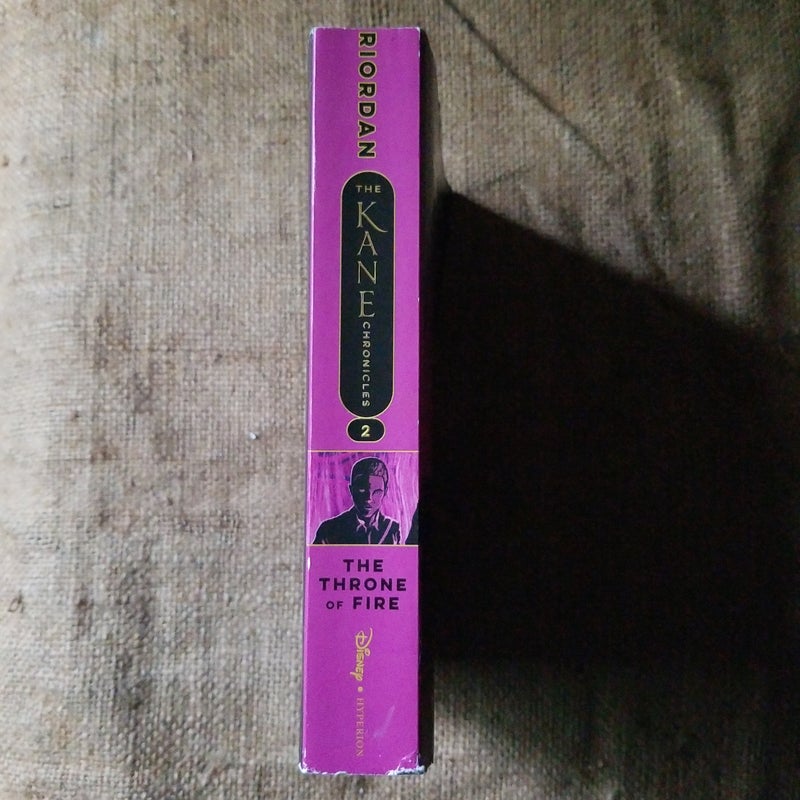 RIORDAN
THE
KANE
CHRONICLES
2
THE
THRONE
OF FIRE
Disney • HYPERION